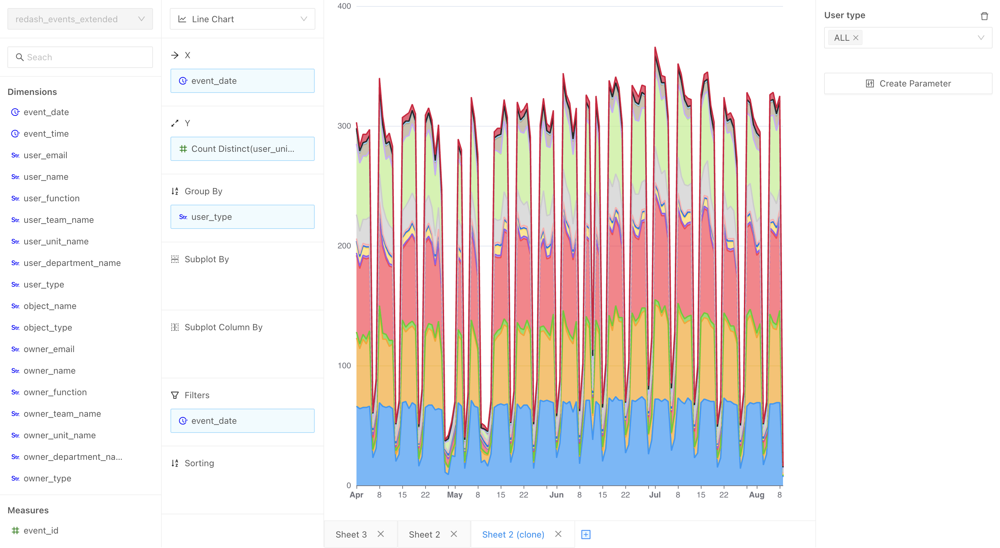 redash_events_extended
Seach
Dimensions
event_date
event_time
Str. user_email
Str. user_name
Str. user_function
Str. user_team_name
Str. user_unit_name
Str. user_department_name
Str. user_type
Str. object_name
Str. object_type
Str. owner_email
Str. owner_name
Str. owner_function
Str. owner_team_name
Str. owner_unit_name
Str. owner_department_na...
Str. owner_type
Measures
event_id
Line Chart
X
event_date
Y
Count Distinct(user_uni...
Group By
Str. user_type
Subplot By
Subplot Column By
Filters
event_date
Sorting
400
300
200
100
0
Apr 8 15 22 May 8 15 22 Jun 8 15 22 Jul 8 15 22 Aug 8
Sheet 3
Sheet 2
Sheet 2 (clone)
User type
ALL
Create Parameter